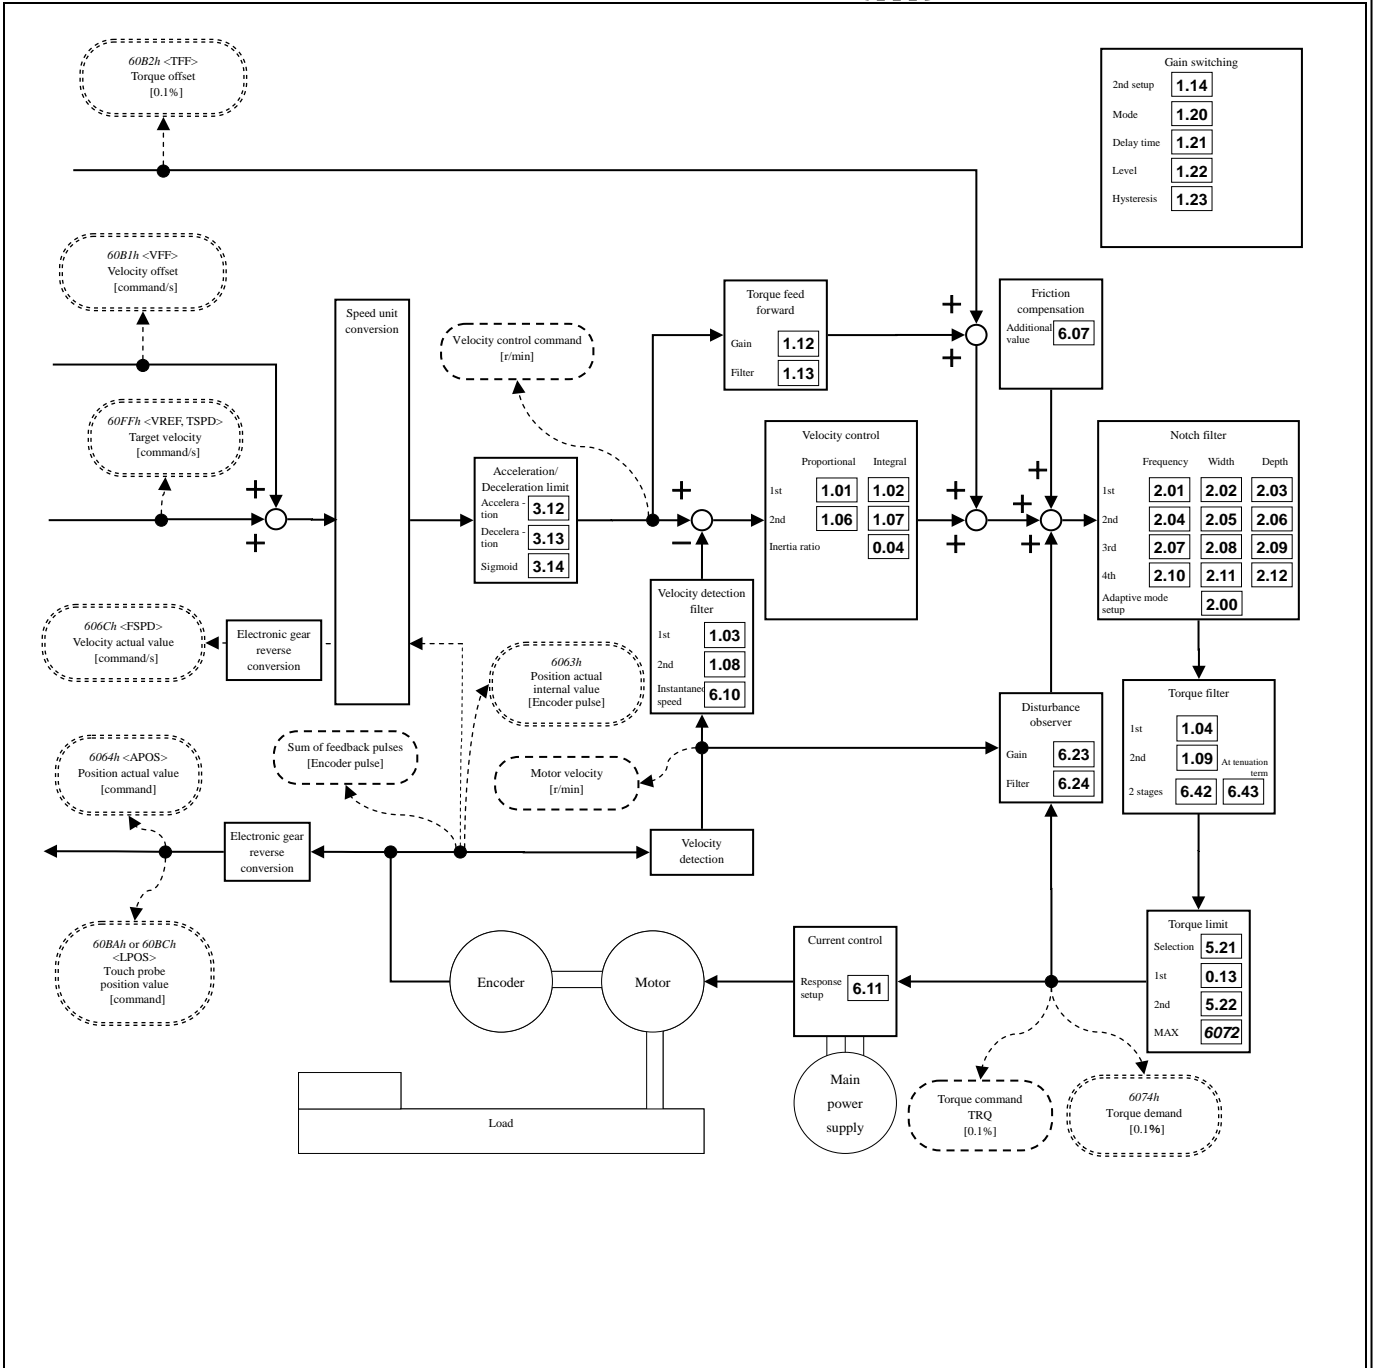 60B2h <TFF>
Torque offset
[0.1%]
Gain switching
2nd setup 1.14
Mode 1.20
Delay time 1.21
Level 1.22
Hysteresis 1.23
60B1h <VFF>
Velocity offset
[command/s]
Speed unit
conversion
Velocity control command
[r/min]
Torque feed
forward
Gain 1.12
Filter 1.13
+
+
Friction
compensation
Additional
value 6.07
60FFh <VREF, TSPD>
Target velocity
[command/s]
+
+
Acceleration/
Deceleration limit
Accelera -
tion 3.12
Decelera -
tion 3.13
Sigmoid 3.14
+
−
Velocity control
Proportional Integral
1st 1.01 1.02
2nd 1.06 1.07
Inertia ratio 0.04
+
+
+
+
+
Notch filter
Frequency Width Depth
1st 2.01 2.02 2.03
2nd 2.04 2.05 2.06
3rd 2.07 2.08 2.09
4th 2.10 2.11 2.12
Adaptive mode
setup 2.00
606Ch <FSPD>
Velocity actual value
[command/s]
Electronic gear
reverse
conversion
6063h
Position actual
internal value
[Encoder pulse]
Velocity detection
filter
1st 1.03
2nd 1.08
Instantaneo
speed 6.10
Disturbance
observer
Gain 6.23
Filter 6.24
Torque filter
1st 1.04
2nd 1.09 At tenuation
term
2 stages 6.42 6.43
6064h <APOS>
Position actual value
[command]
Sum of feedback pulses
[Encoder pulse]
Motor velocity
[r/min]
Electronic gear
reverse
conversion
Velocity
detection
60BAh or 60BCh
<LPOS>
Touch probe
position value
[command]
Encoder
Motor
Current control
Response
setup 6.11
Torque limit
Selection 5.21
1st 0.13
2nd 5.22
MAX 6072
Load
Main
power
supply
Torque command
TRQ
[0.1%]
6074h
Torque demand
[0.1%]